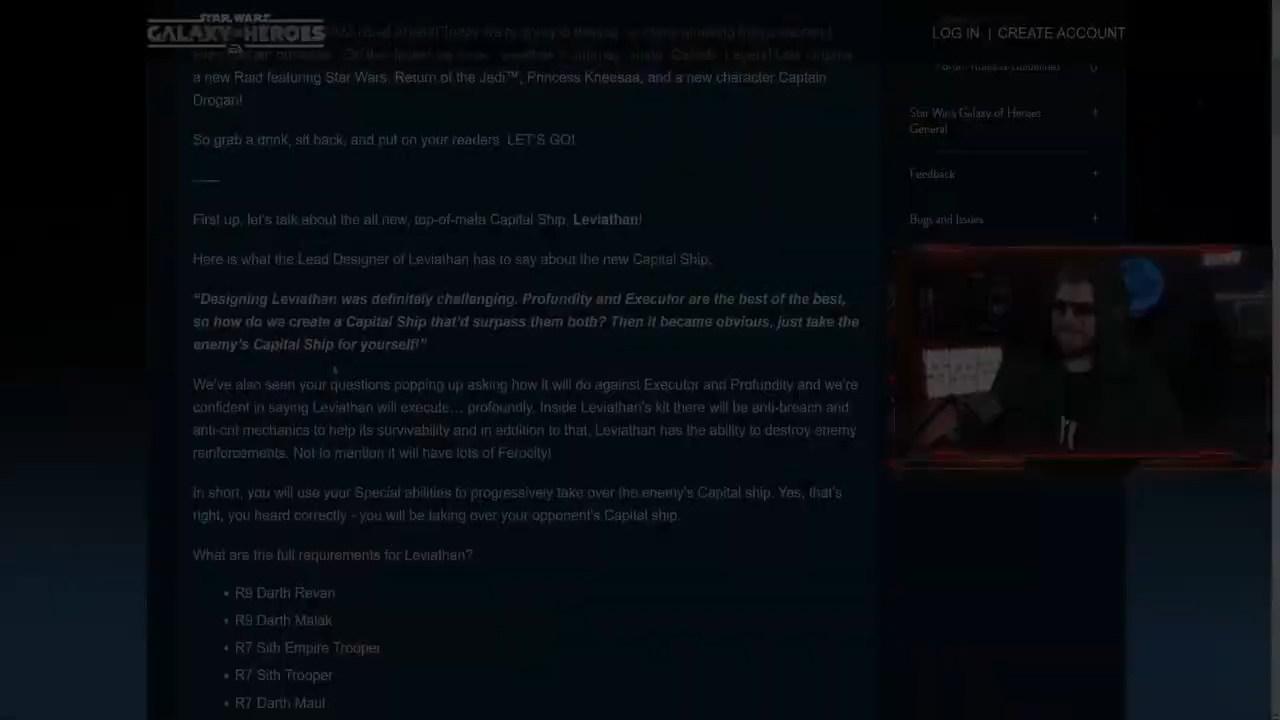 STAR WARS
GALAXY OF HEROES
LOG IN | CREATE ACCOUNT
a new Raid featuring Star Wars, Return of the Jedi™, Princess Kneesaa, and a new character Captain
Drogan!
So grab a drink, sit back, and put on your readers. LET'S GO!
First up, let's talk about the all new, top-of-meta Capital Ship, Leviathan!
Here is what the Lead Designer of Leviathan has to say about the new Capital Ship.
"Designing Leviathan was definitely challenging. Profundity and Executor are the best of the best,
so how do we create a Capital Ship that'd surpass them both? Then it became obvious, just take the
enemy's Capital Ship for yourself!"
We've also seen your questions popping up asking how it will do against Executor and Profundity and we're
confident in saying Leviathan will execute… profoundly. Inside Leviathan's kit there will be anti-breach and
anti-crit mechanics to help its survivability and in addition to that, Leviathan has the ability to destroy enemy
reinforcements. Not to mention it will have lots of Ferocity!
In short, you will use your Special abilities to progressively take over the enemy's Capital ship. Yes, that's
right, you heard correctly - you will be taking over your opponent's Capital ship.
What are the full requirements for Leviathan?
• R9 Darth Revan
• R9 Darth Malak
• R7 Sith Empire Trooper
• R7 Sith Trooper
• R7 Darth Maul
Star Wars Galaxy of Heroes +
General
Feedback +
Bugs and Issues +